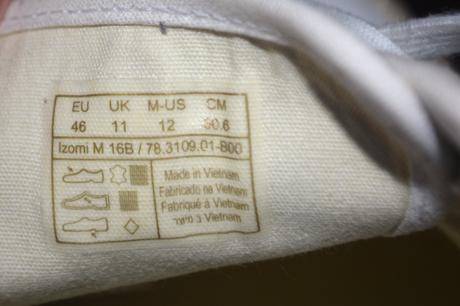 EU UK M-US CM
46 11 12 30.6
Izomi M 16B / 78.3109.01-B00
Made in Vietnam
Fabricado na Vietnam
Fabriqué à Vietnam
Vietnam